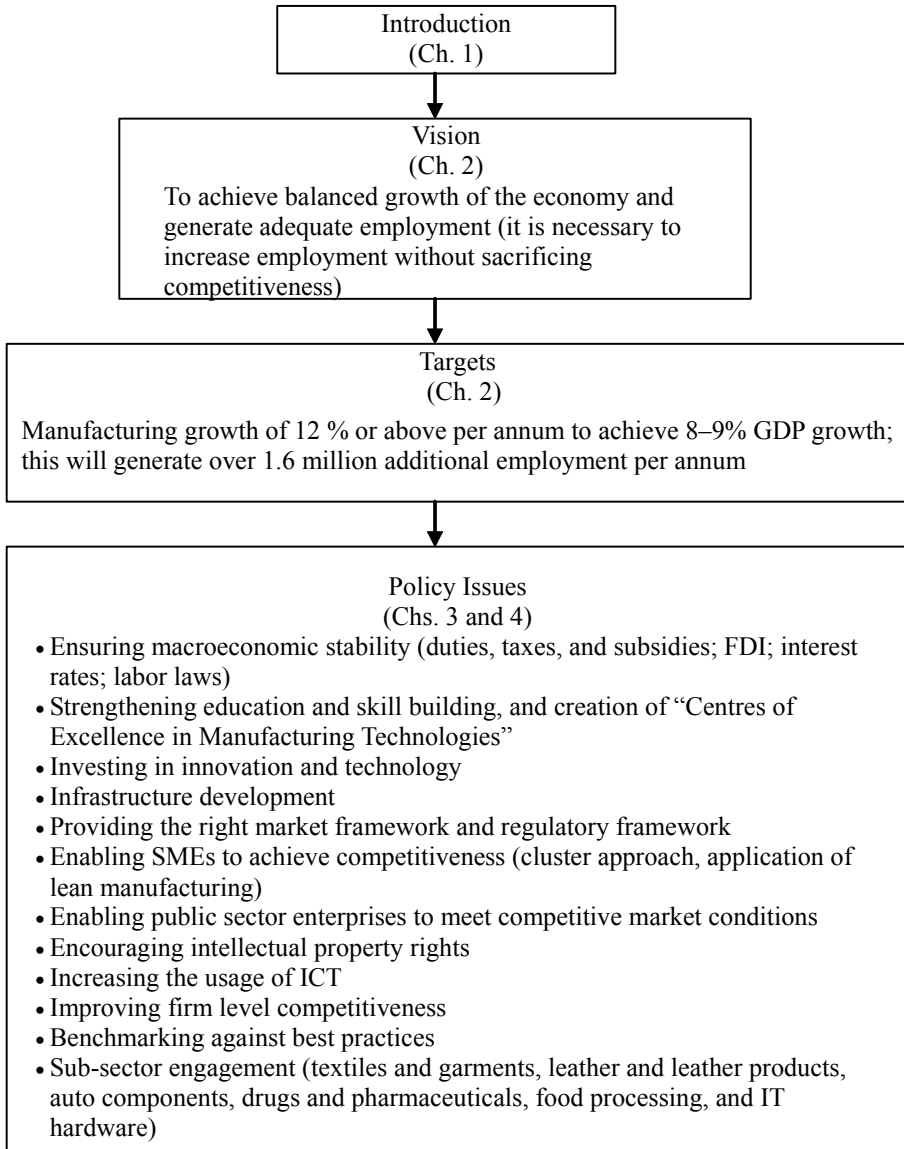 Introduction
(Ch. 1)
Vision
(Ch. 2)
To achieve balanced growth of the economy and
generate adequate employment (it is necessary to
increase employment without sacrificing
competitiveness)
Targets
(Ch. 2)
Manufacturing growth of 12 % or above per annum to achieve 8–9% GDP growth;
this will generate over 1.6 million additional employment per annum
Policy Issues
(Chs. 3 and 4)
• Ensuring macroeconomic stability (duties, taxes, and subsidies; FDI; interest
rates; labor laws)
• Strengthening education and skill building, and creation of “Centres of
Excellence in Manufacturing Technologies”
• Investing in innovation and technology
• Infrastructure development
• Providing the right market framework and regulatory framework
• Enabling SMEs to achieve competitiveness (cluster approach, application of
lean manufacturing)
• Enabling public sector enterprises to meet competitive market conditions
• Encouraging intellectual property rights
• Increasing the usage of ICT
• Improving firm level competitiveness
• Benchmarking against best practices
• Sub-sector engagement (textiles and garments, leather and leather products,
auto components, drugs and pharmaceuticals, food processing, and IT
hardware)